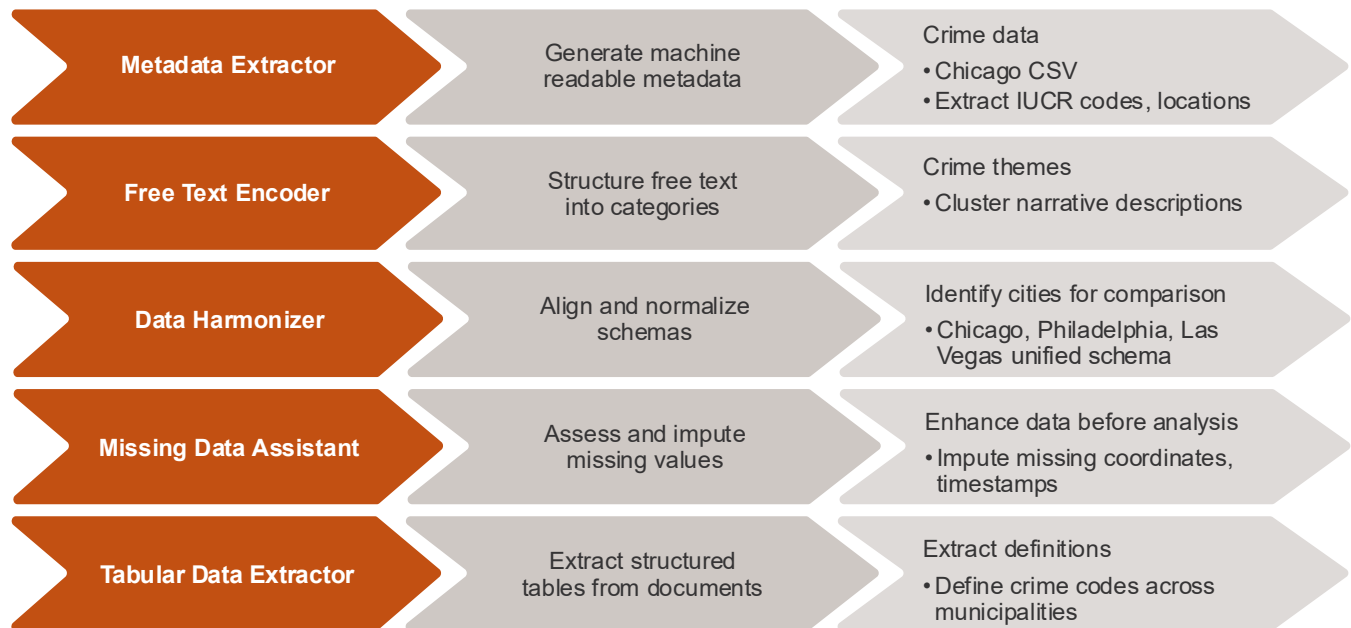 Metadata Extractor
Generate machine
readable metadata
Crime data
• Chicago CSV
• Extract IUCR codes, locations
Free Text Encoder
Structure free text
into categories
Crime themes
• Cluster narrative descriptions
Data Harmonizer
Align and normalize
schemas
Identify cities for comparison
• Chicago, Philadelphia, Las
Vegas unified schema
Missing Data Assistant
Assess and impute
missing values
Enhance data before analysis
• Impute missing coordinates,
timestamps
Tabular Data Extractor
Extract structured
tables from documents
Extract definitions
• Define crime codes across
municipalities